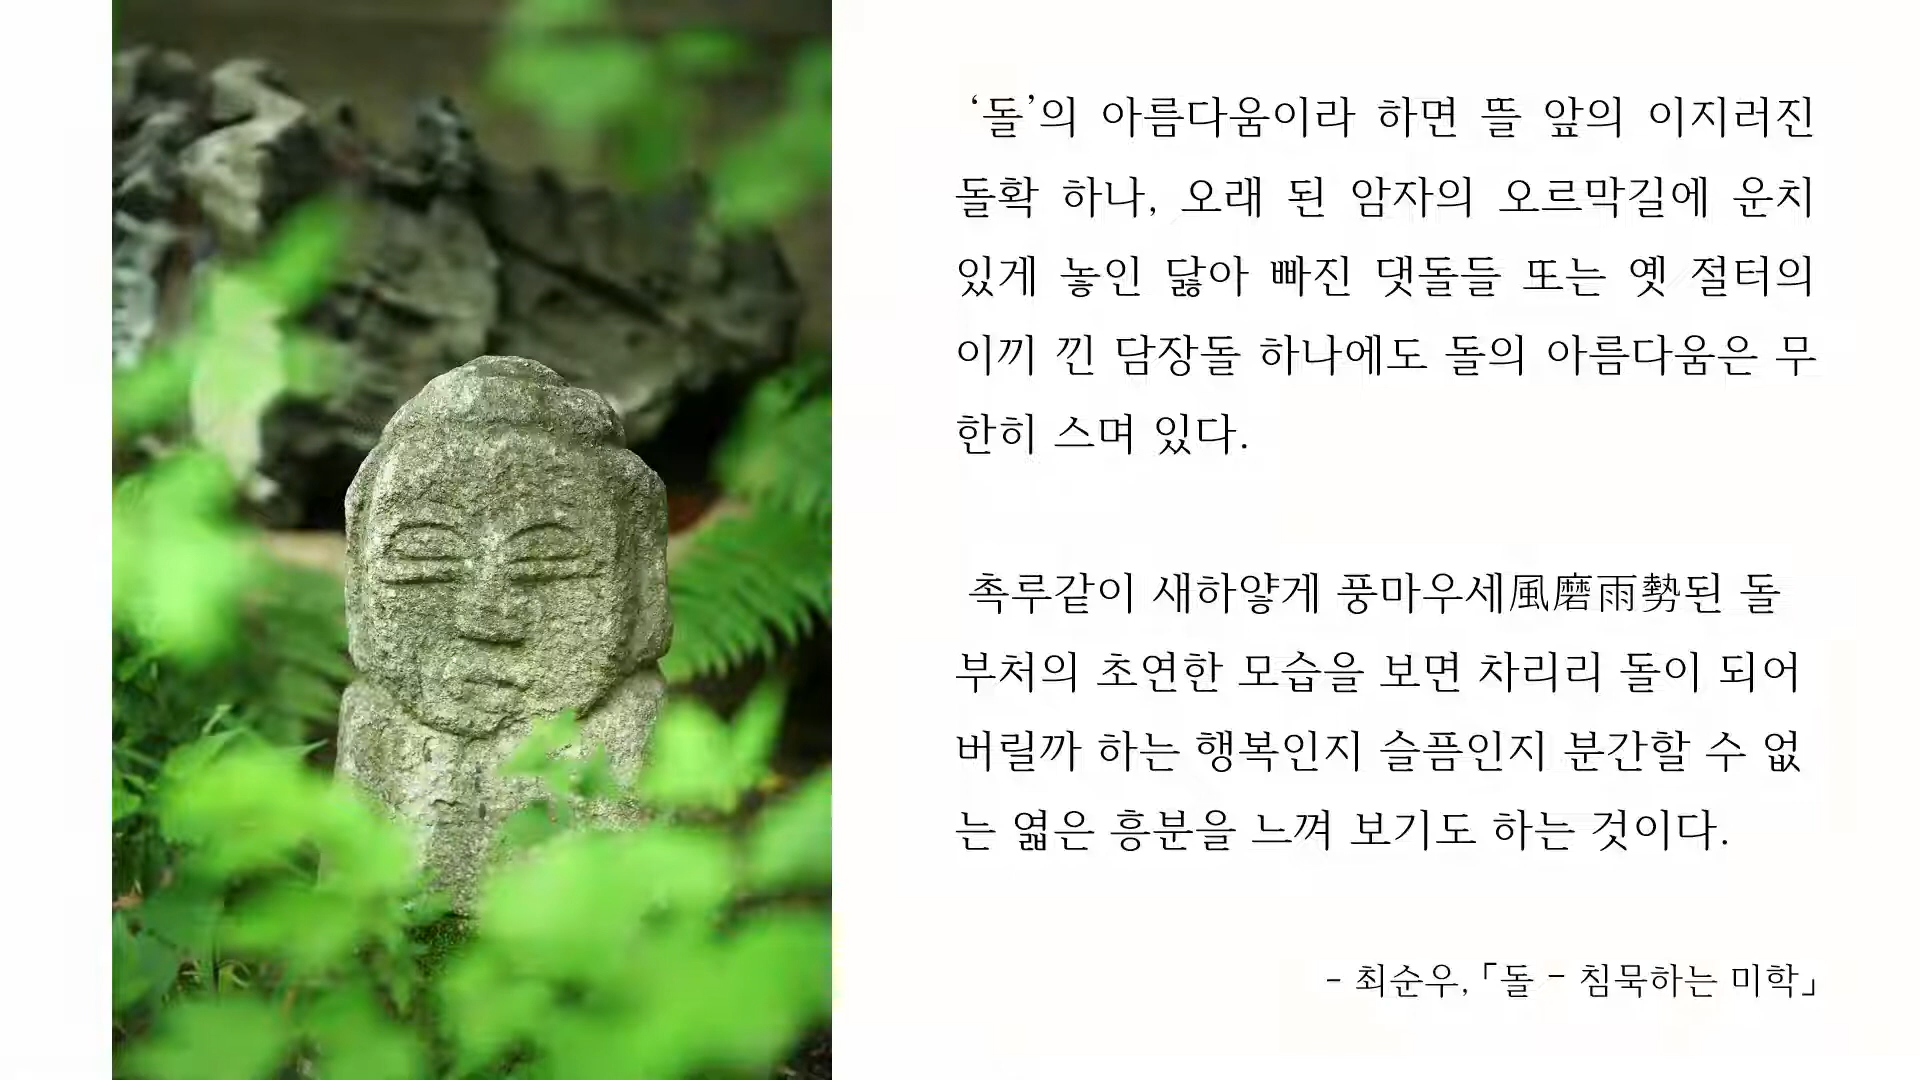 ‘돌’의 아름다움이라 하면 뜰 앞의 이지러진
돌확 하나, 오래 된 암자의 오르막길에 운치
있게 놓인 닳아 빠진 댓돌들 또는 옛 절터의
이끼 낀 담장돌 하나에도 돌의 아름다움은 무
한히 스며 있다.
촉루같이 새하얗게 풍마우세風磨雨勢된 돌
부처의 초연한 모습을 보면 차리리 돌이 되어
버릴까 하는 행복인지 슬픔인지 분간할 수 없
는 엷은 흥분을 느껴 보기도 하는 것이다.
- 최순우,「돌 - 침묵하는 미학」